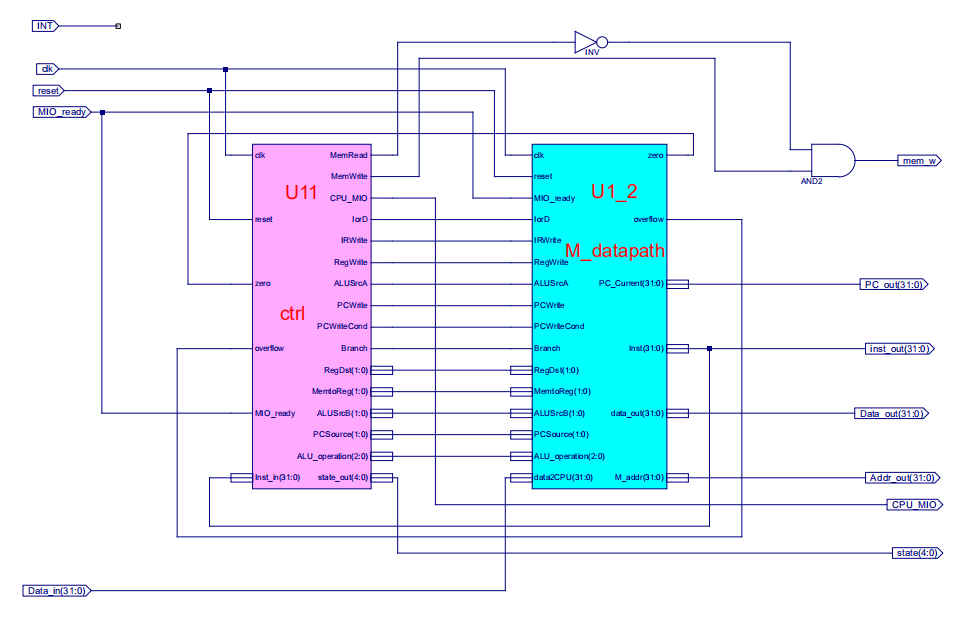 INT
INV
clk
reset
MIO_ready
clk MemRead
MemWrite
CPU_MIO
U11
reset IorD
IRWrite
RegWrite
zero ALUSrcA
PCWrite
ctrl
PCWriteCond
overflow Branch
RegDst(1:0)
MemtoReg(1:0)
MIO_ready ALUSrcB(1:0)
PCSource(1:0)
ALU_operation(2:0)
Inst_in(31:0) state_out(4:0)
clk zero
reset
MIO_ready
U1_2
IorD overflow
IRWrite
M_datapath
RegWrite
ALUSrcA PC_Current(31:0)
PCWrite
PCWriteCond
Branch Inst(31:0)
RegDst(1:0)
MemtoReg(1:0)
ALUSrcB(1:0) data_out(31:0)
PCSource(1:0)
ALU_operation(2:0)
data2CPU(31:0) M_addr(31:0)
AND2
mem_w
PC_out(31:0)
inst_out(31:0)
Data_out(31:0)
Addr_out(31:0)
CPU_MIO
state(4:0)
Data_in(31:0)